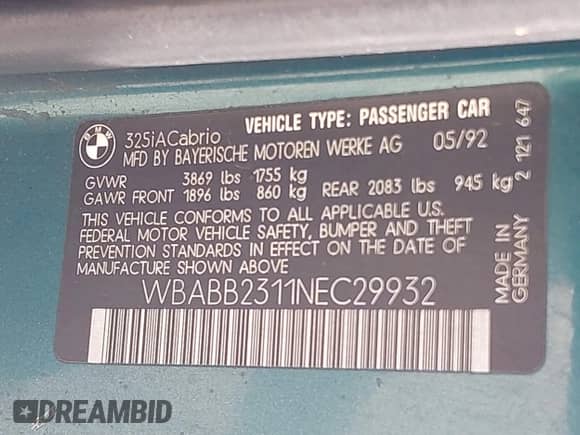 BMW
325iACabrio VEHICLE TYPE: PASSENGER CAR
MFD BY BAYERISCHE MOTOREN WERKE AG 05/92
GVWR 3869 lbs 1755 kg
GAWR FRONT 1896 lbs 860 kg REAR 2083 lbs 945 kg
THIS VEHICLE CONFORMS TO ALL APPLICABLE U.S.
FEDERAL MOTOR VEHICLE SAFETY, BUMPER AND THEFT
PREVENTION STANDARDS IN EFFECT ON THE DATE OF
MANUFACTURE SHOWN ABOVE
WBABB2311NEC29932
MADE IN
GERMANY
2 121 647
DREAMBID